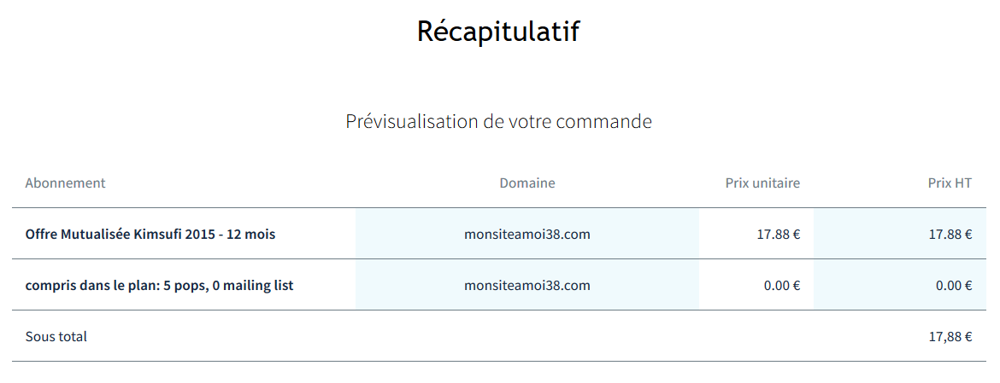 Récapitulatif
Prévisualisation de votre commande
Abonnement Domaine Prix unitaire Prix HT
Offre Mutualisée Kimsufi 2015 - 12 mois monsiteamoi38.com 17.88 € 17.88 €
compris dans le plan: 5 pops, 0 mailing list monsiteamoi38.com 0.00 € 0.00 €
Sous total 17,88 €